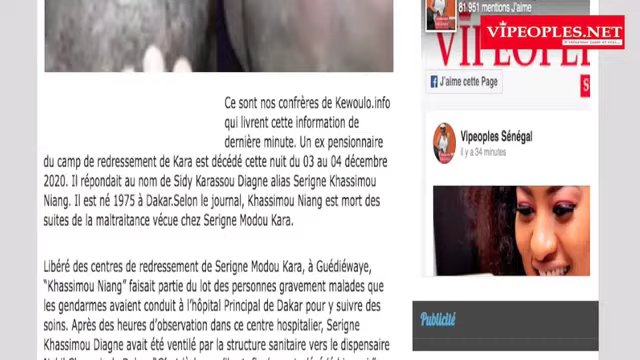 Ce sont nos confrères de Kewoulo.info
qui livrent cette information de
dernière minute. Un ex pensionnaire
du camp de redressement de Kara est décédé cette nuit du 03 au 04 décembre
2020. Il répondait au nom de Sidy Karassou Diagne alias Serigne Khassimou
Niang. Il est né 1975 à Dakar.Selon le journal, Khassimou Niang est mort des
suites de la maltraitance vécue chez Serigne Modou Kara.
Libéré des centres de redressement de Serigne Modou Kara, à Guédiéwaye,
"Khassimou Niang" faisait partie du lot des personnes gravement malades que
les gendarmes avaient conduit à l'hôpital Principal de Dakar pour y suivre des
soins. Après des heures d'observation dans ce centre hospitalier, Serigne
Khassimou Diagne avait été ventilé par la structure sanitaire vers le dispensaire
81 951 mentions J'aime
VIPEOPLES.NET
VIPEOPLE
J'aime cette Page
S
Vipeoples Sénégal
il y a 34 minutes
Publicité